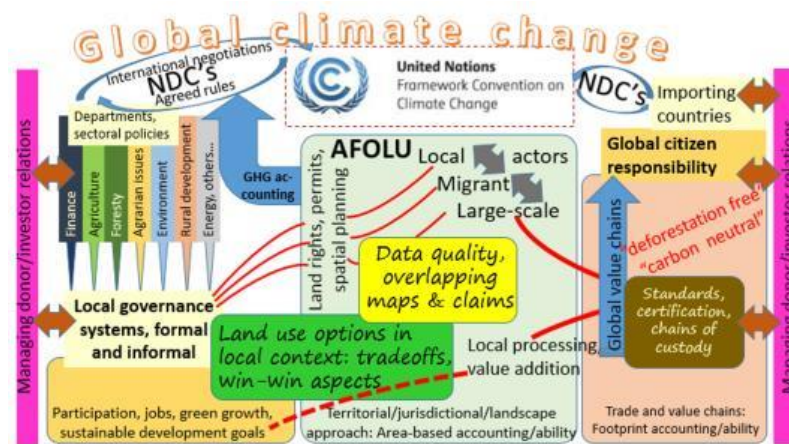 Global climate change
International negotiations
NDC's
Agreed rules
United Nations
Framework Convention on
Climate Change
NDC's
Importing
countries
Departments,
sectoral policies
Finance
Agriculture
Foresty
Agrarian issues
Environment
Rural development
Energy, others...
GHG ac-
counting
AFOLU
Local actors
Migrant
Large-scale
Land rights, permits,
spatial planning
Data quality,
overlapping
maps & claims
Global citizen
responsibility
"deforestation free"
"carbon neutral"
Global value chains
Standards,
certification,
chains of
custody
Local governance
systems, formal
and informal
Land use options in
local context: tradeoffs,
win-win aspects
Local processing,
value addition
Participation, jobs, green growth,
sustainable development goals
Territorial/jurisdictional/landscape
approach: Area-based accounting/ability
Trade and value chains:
Footprint accounting/ability
Managing donor/investor relations
Managing donor/investor relations